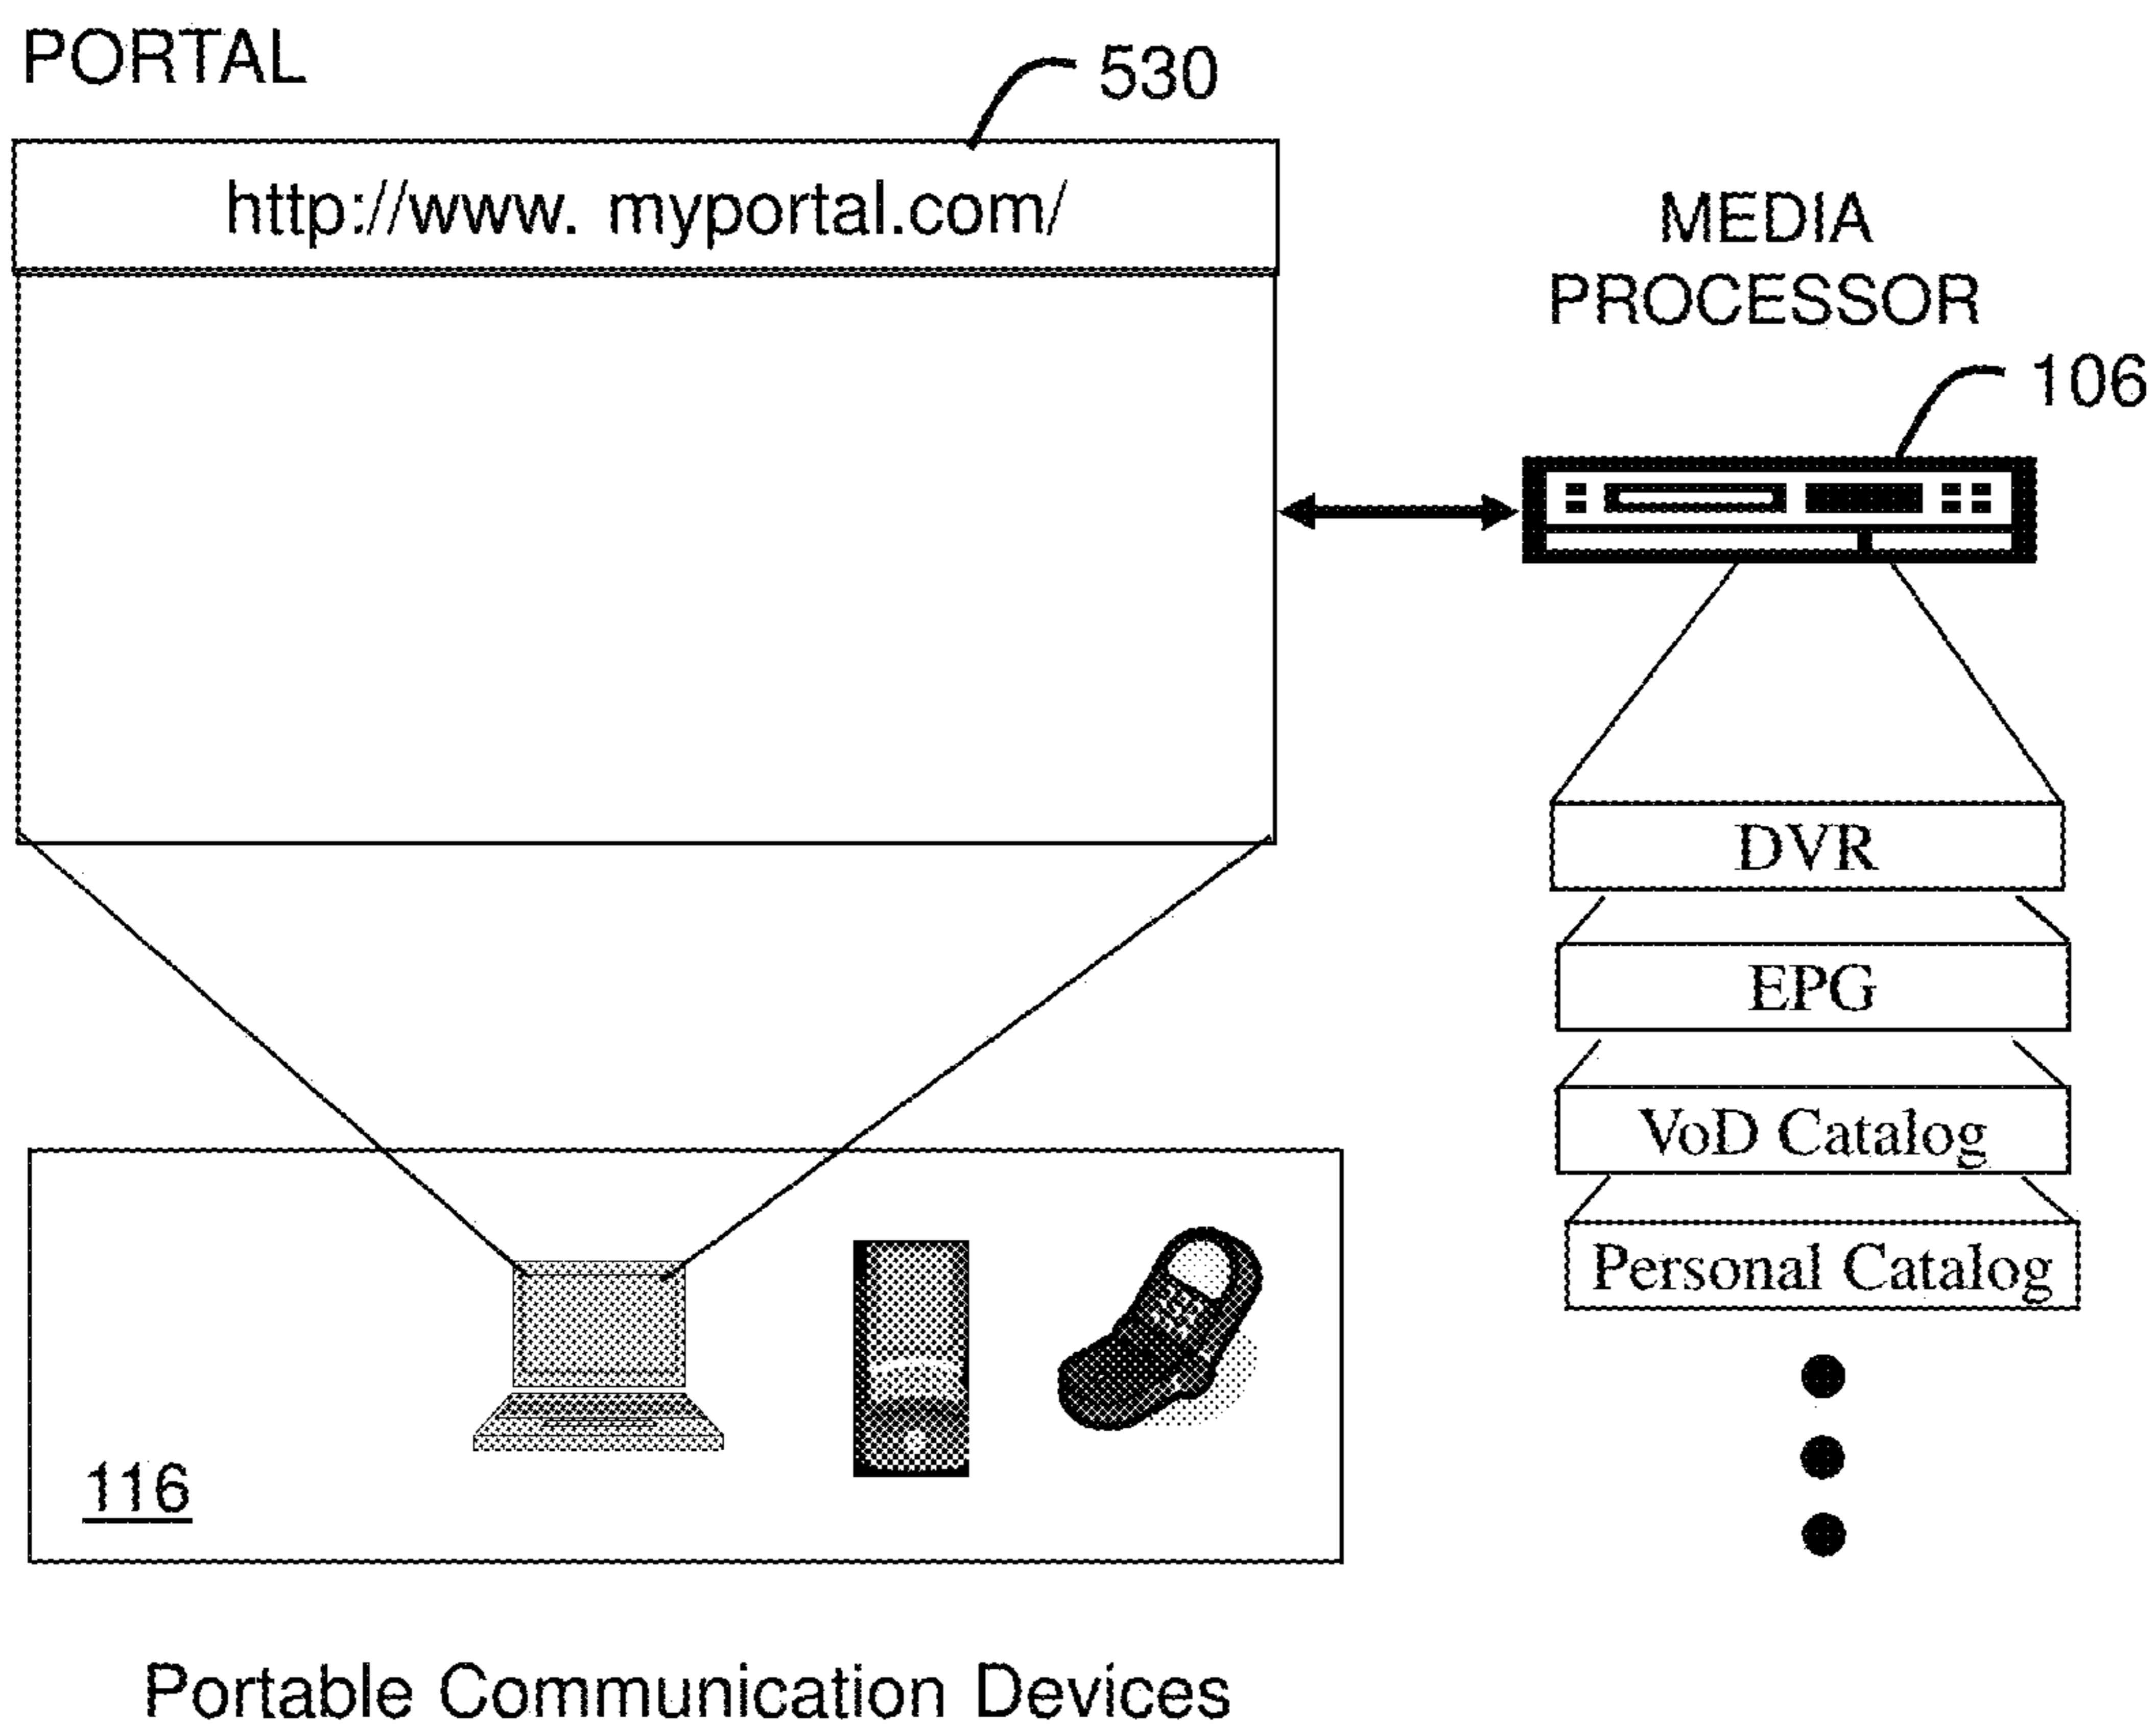 PORTAL
530
http://www. myportal.com/
MEDIA
PROCESSOR
106
DVR
EPG
VoD Catalog
Personal Catalog
116
Portable Communication Devices